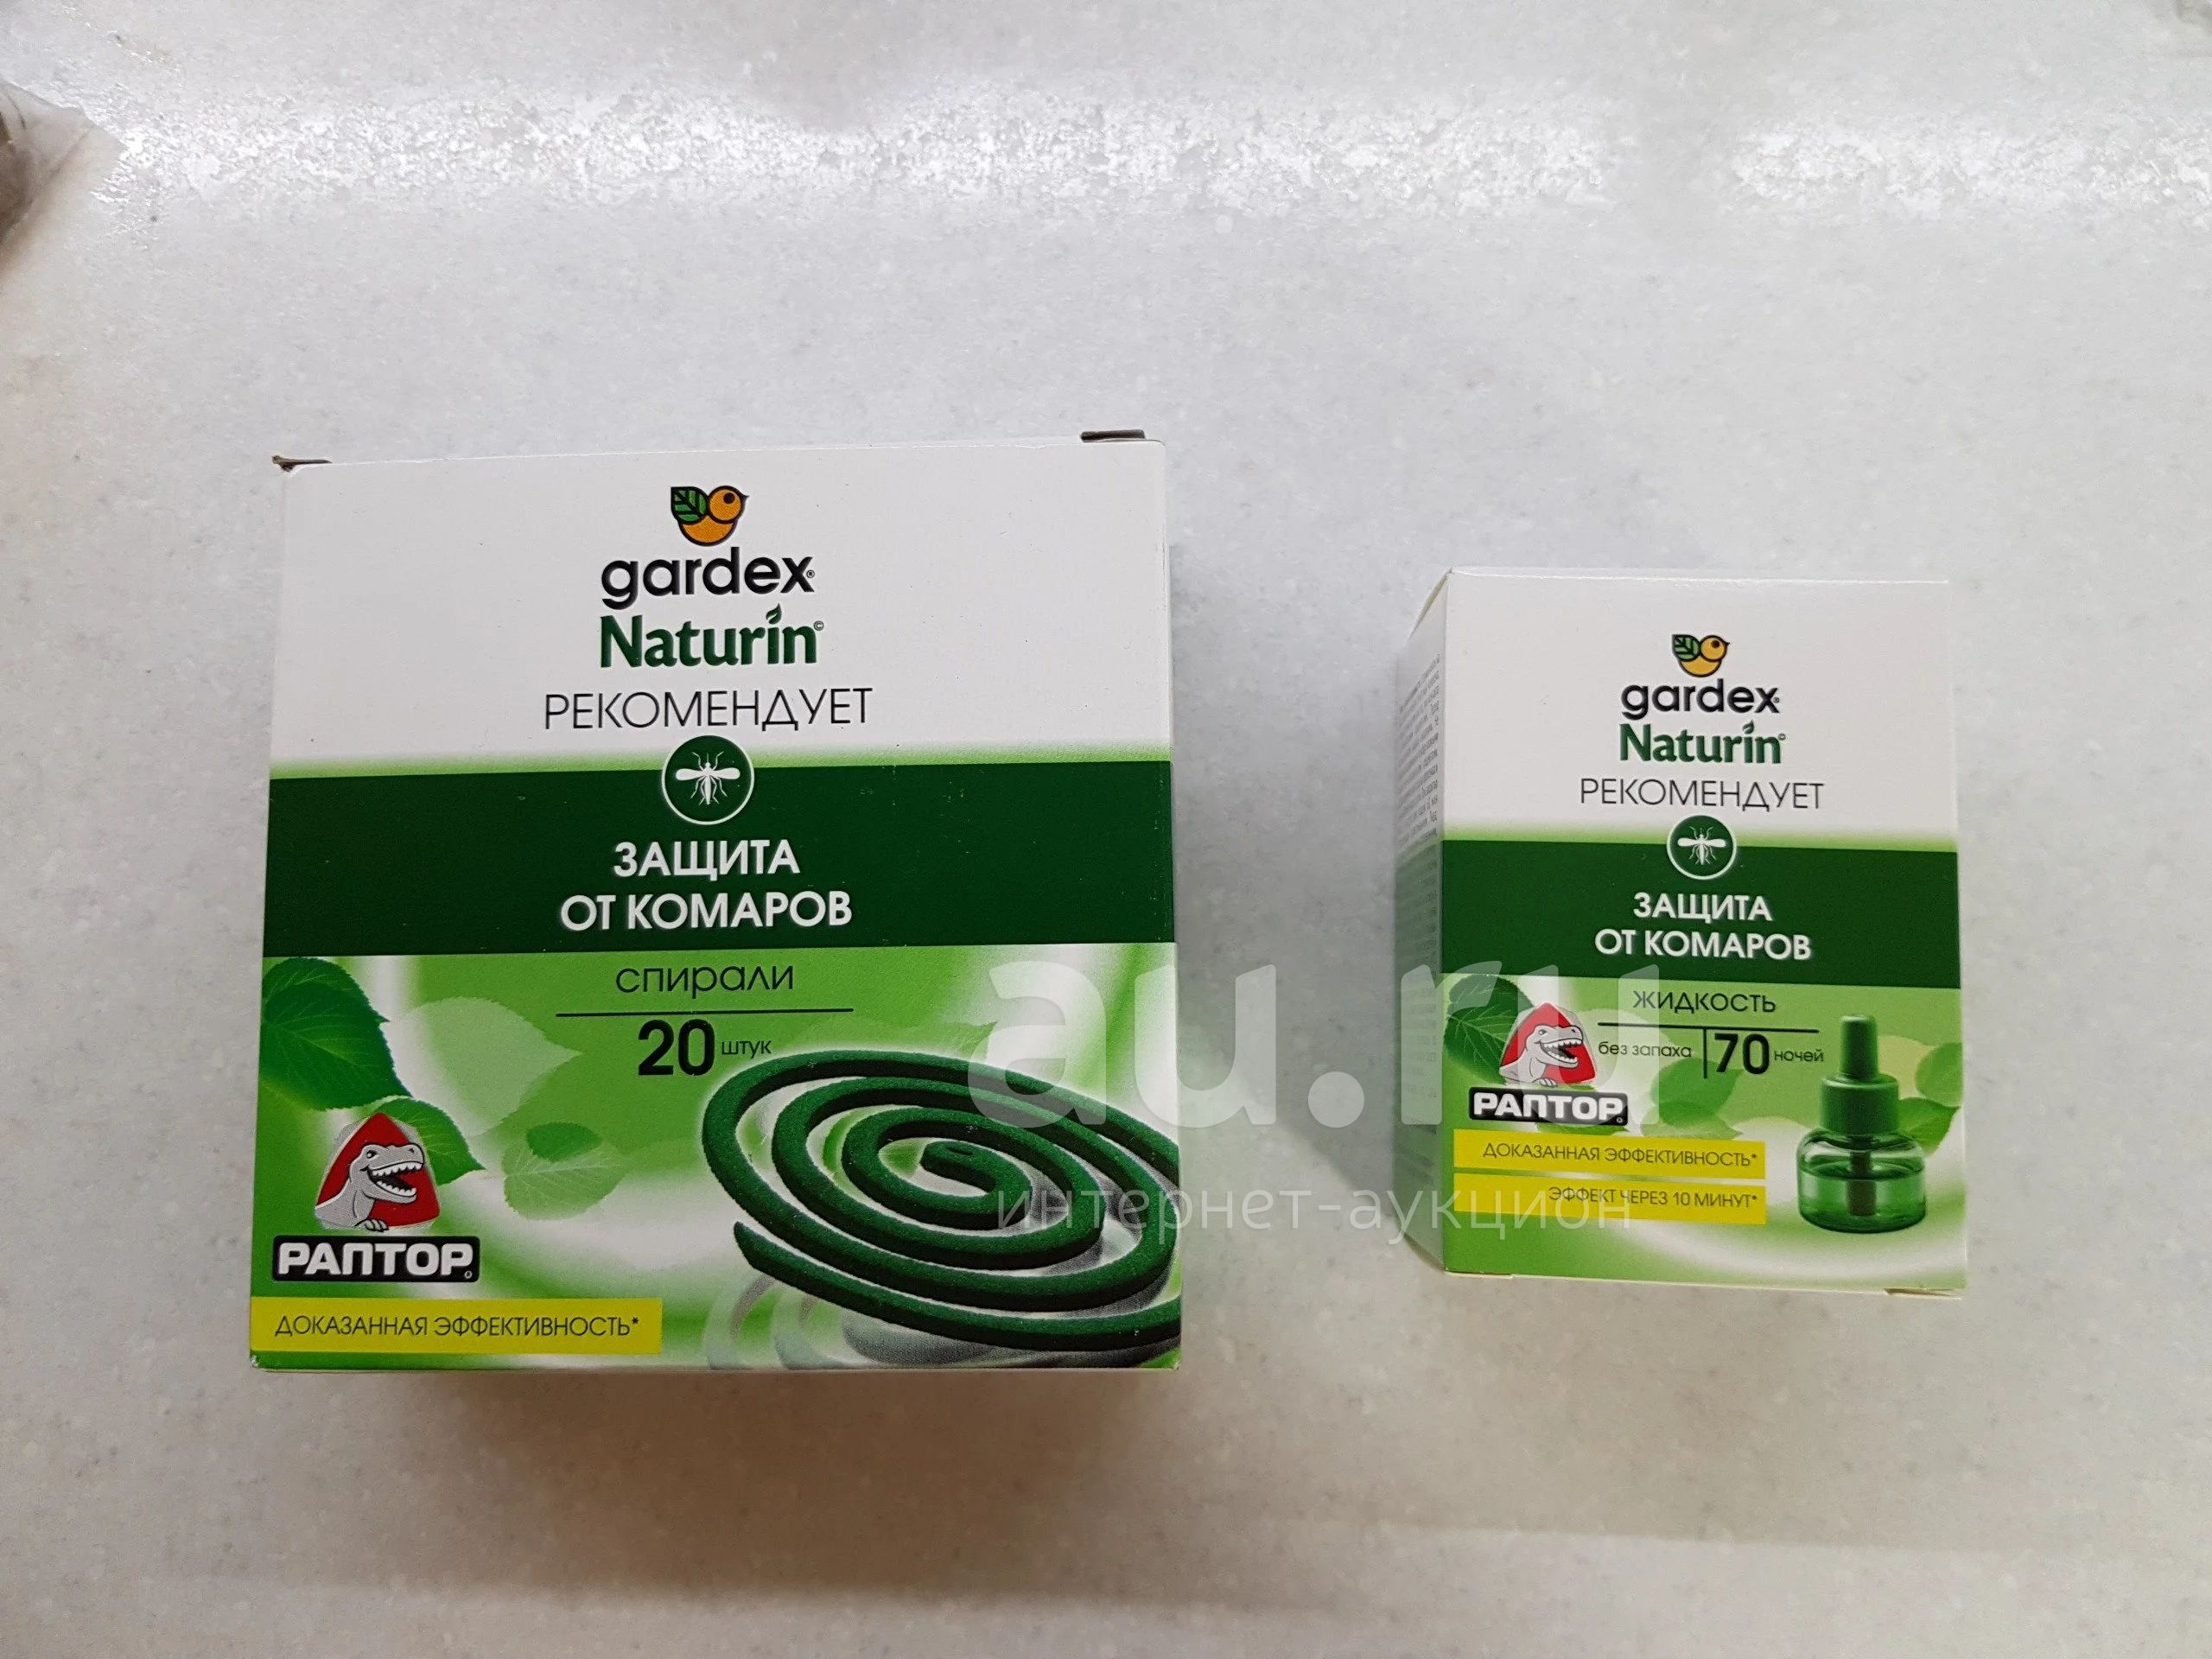 gardex
Naturin
РЕКОМЕНДУЕТ
ЗАЩИТА
ОТ КОМАРОВ
спирали
20 штук
РАПТОР
ДОКАЗАННАЯ ЭФФЕКТИВНОСТЬ*
gardex
Naturin
РЕКОМЕНДУЕТ
ЗАЩИТА
ОТ КОМАРОВ
жидкость
без запаха 70 ночей
РАПТОР
ДОКАЗАННАЯ ЭФФЕКТИВНОСТЬ*
ЭФФЕКТ ЧЕРЕЗ 10 МИНУТ*
au.ru
интернет-аукцион